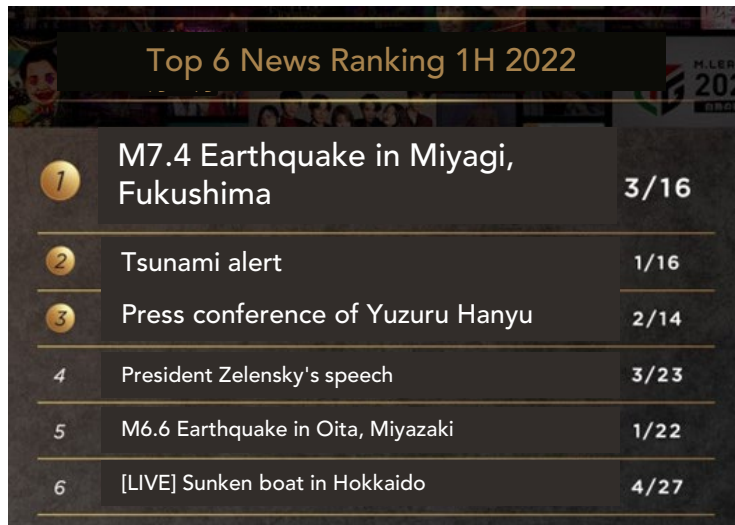 Top 6 News Ranking 1H 2022
M.LEA
202
1
M7.4 Earthquake in Miyagi,
Fukushima
3/16
2
Tsunami alert
1/16
3
Press conference of Yuzuru Hanyu
2/14
4
President Zelensky's speech
3/23
5
M6.6 Earthquake in Oita, Miyazaki
1/22
6
[LIVE] Sunken boat in Hokkaido
4/27